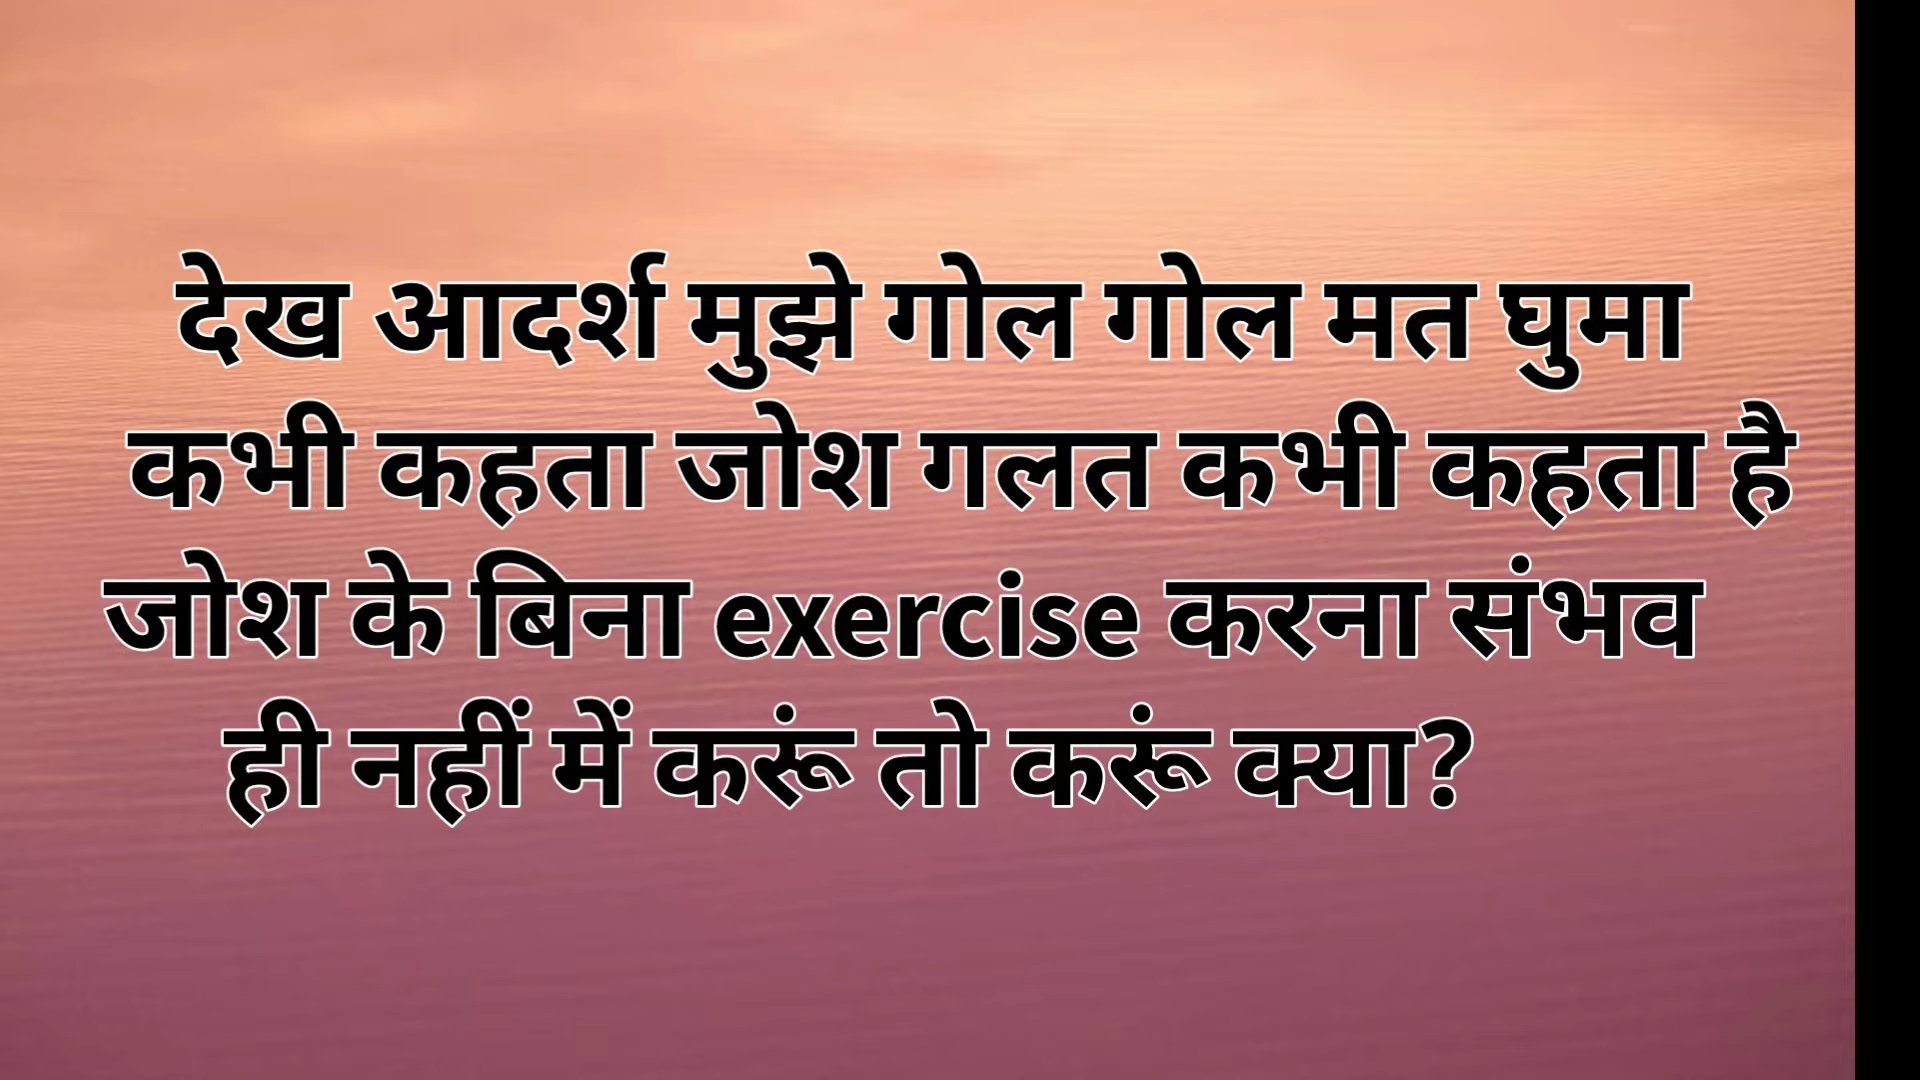 देख आदर्श मुझे गोल गोल मत घुमा
कभी कहता जोश गलत कभी कहता है
जोश के बिना exercise करना संभव
ही नहीं में करूं तो करूं क्या?